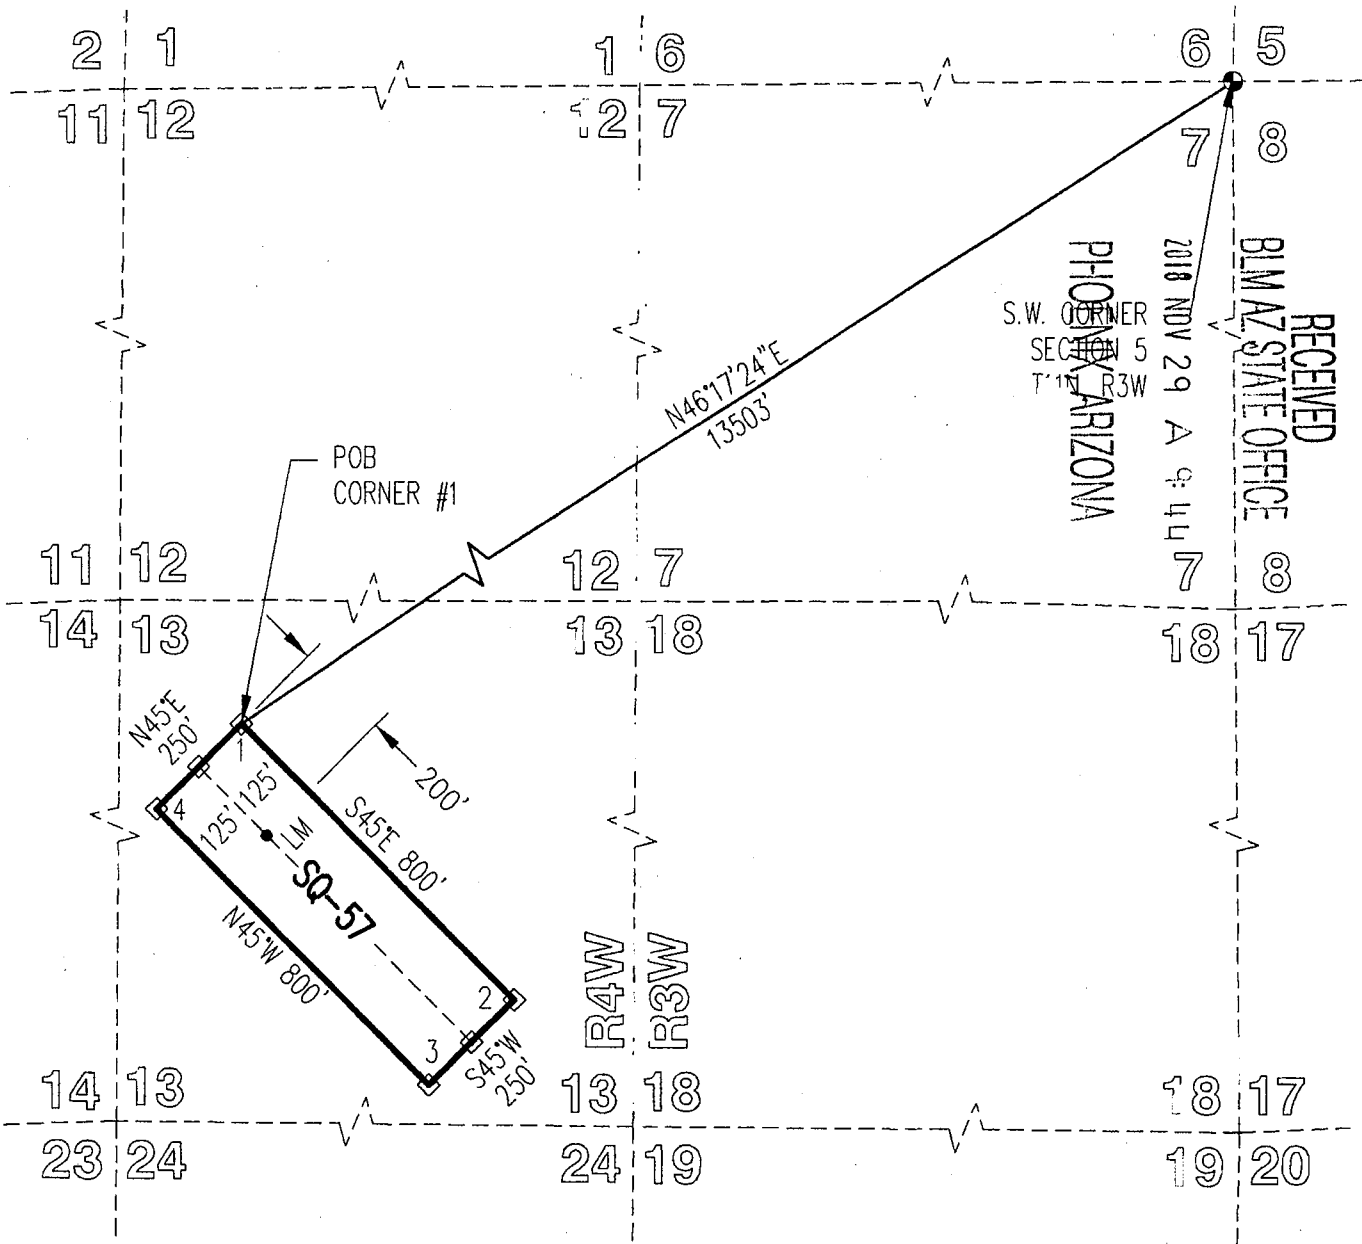 2 1
1 6
6 5
11 12
12 7
7 8
RECEIVED
BLM AZ STATE OFFICE
2018 NOV 29 A 9:44
PHOENIX ARIZONA
S.W. CORNER
SECTION 5
T1N R3W
N46°17'24"E
13503'
POB
CORNER #1
11 12
12 7
7 8
14 13
13 18
18 17
N45°E
250'
1
4
125'
125'
200'
LM
SQ-57
S45°E 800'
N45°W 800'
2
3
S45°W
250'
R4W
R3W
14 13
13 18
18 17
23 24
24 19
19 20